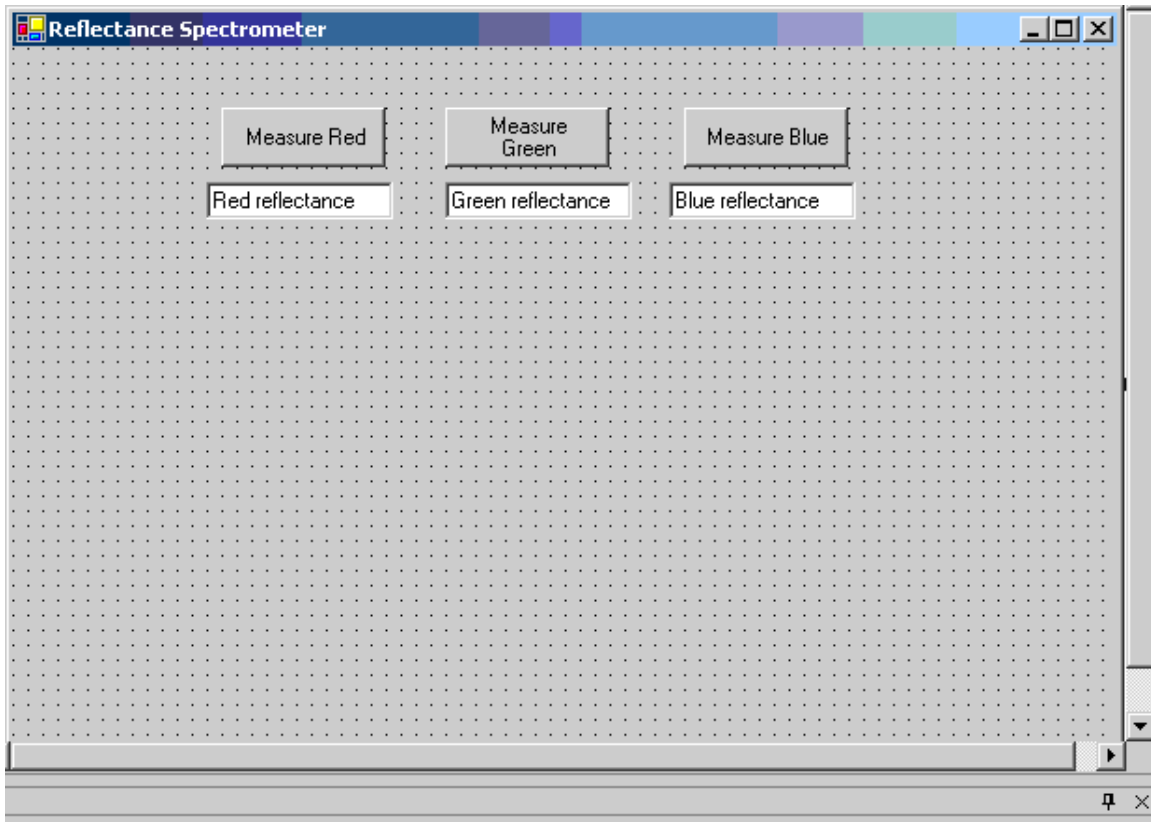 Reflectance Spectrometer
Measure Red
Measure
Green
Measure Blue
Red reflectance
Green reflectance
Blue reflectance